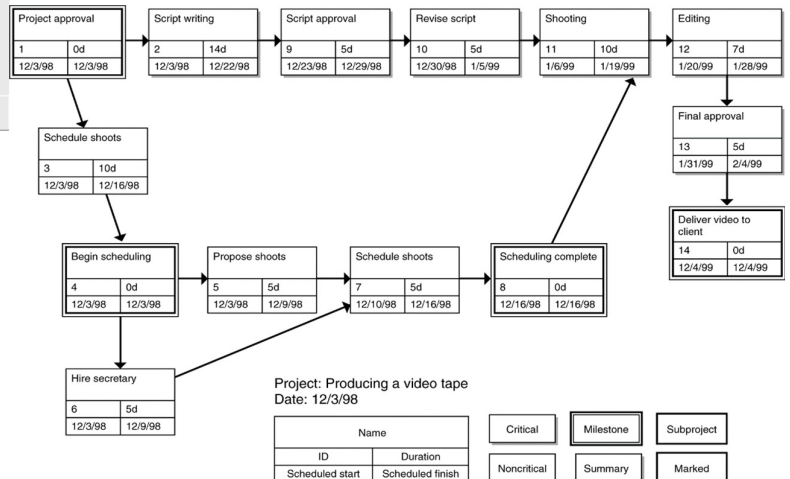 Project approval
1 0d
12/3/98 12/3/98
Script writing
2 14d
12/3/98 12/22/98
Script approval
9 5d
12/23/98 12/29/98
Revise script
10 5d
12/30/98 1/5/99
Shooting
11 10d
1/6/99 1/19/99
Editing
12 7d
1/20/99 1/28/99
Final approval
13 5d
1/31/99 2/4/99
Schedule shoots
3 10d
12/3/98 12/16/98
Deliver video to
client
14 0d
12/4/99 12/4/99
Begin scheduling
4 0d
12/3/98 12/3/98
Propose shoots
5 5d
12/3/98 12/9/98
Schedule shoots
7 5d
12/10/98 12/16/98
Scheduling complete
8 0d
12/16/98 12/16/98
Hire secretary
6 5d
12/3/98 12/9/98
Project: Producing a video tape
Date: 12/3/98
Name
ID Duration
Scheduled start Scheduled finish
Critical Milestone Subproject
Noncritical Summary Marked